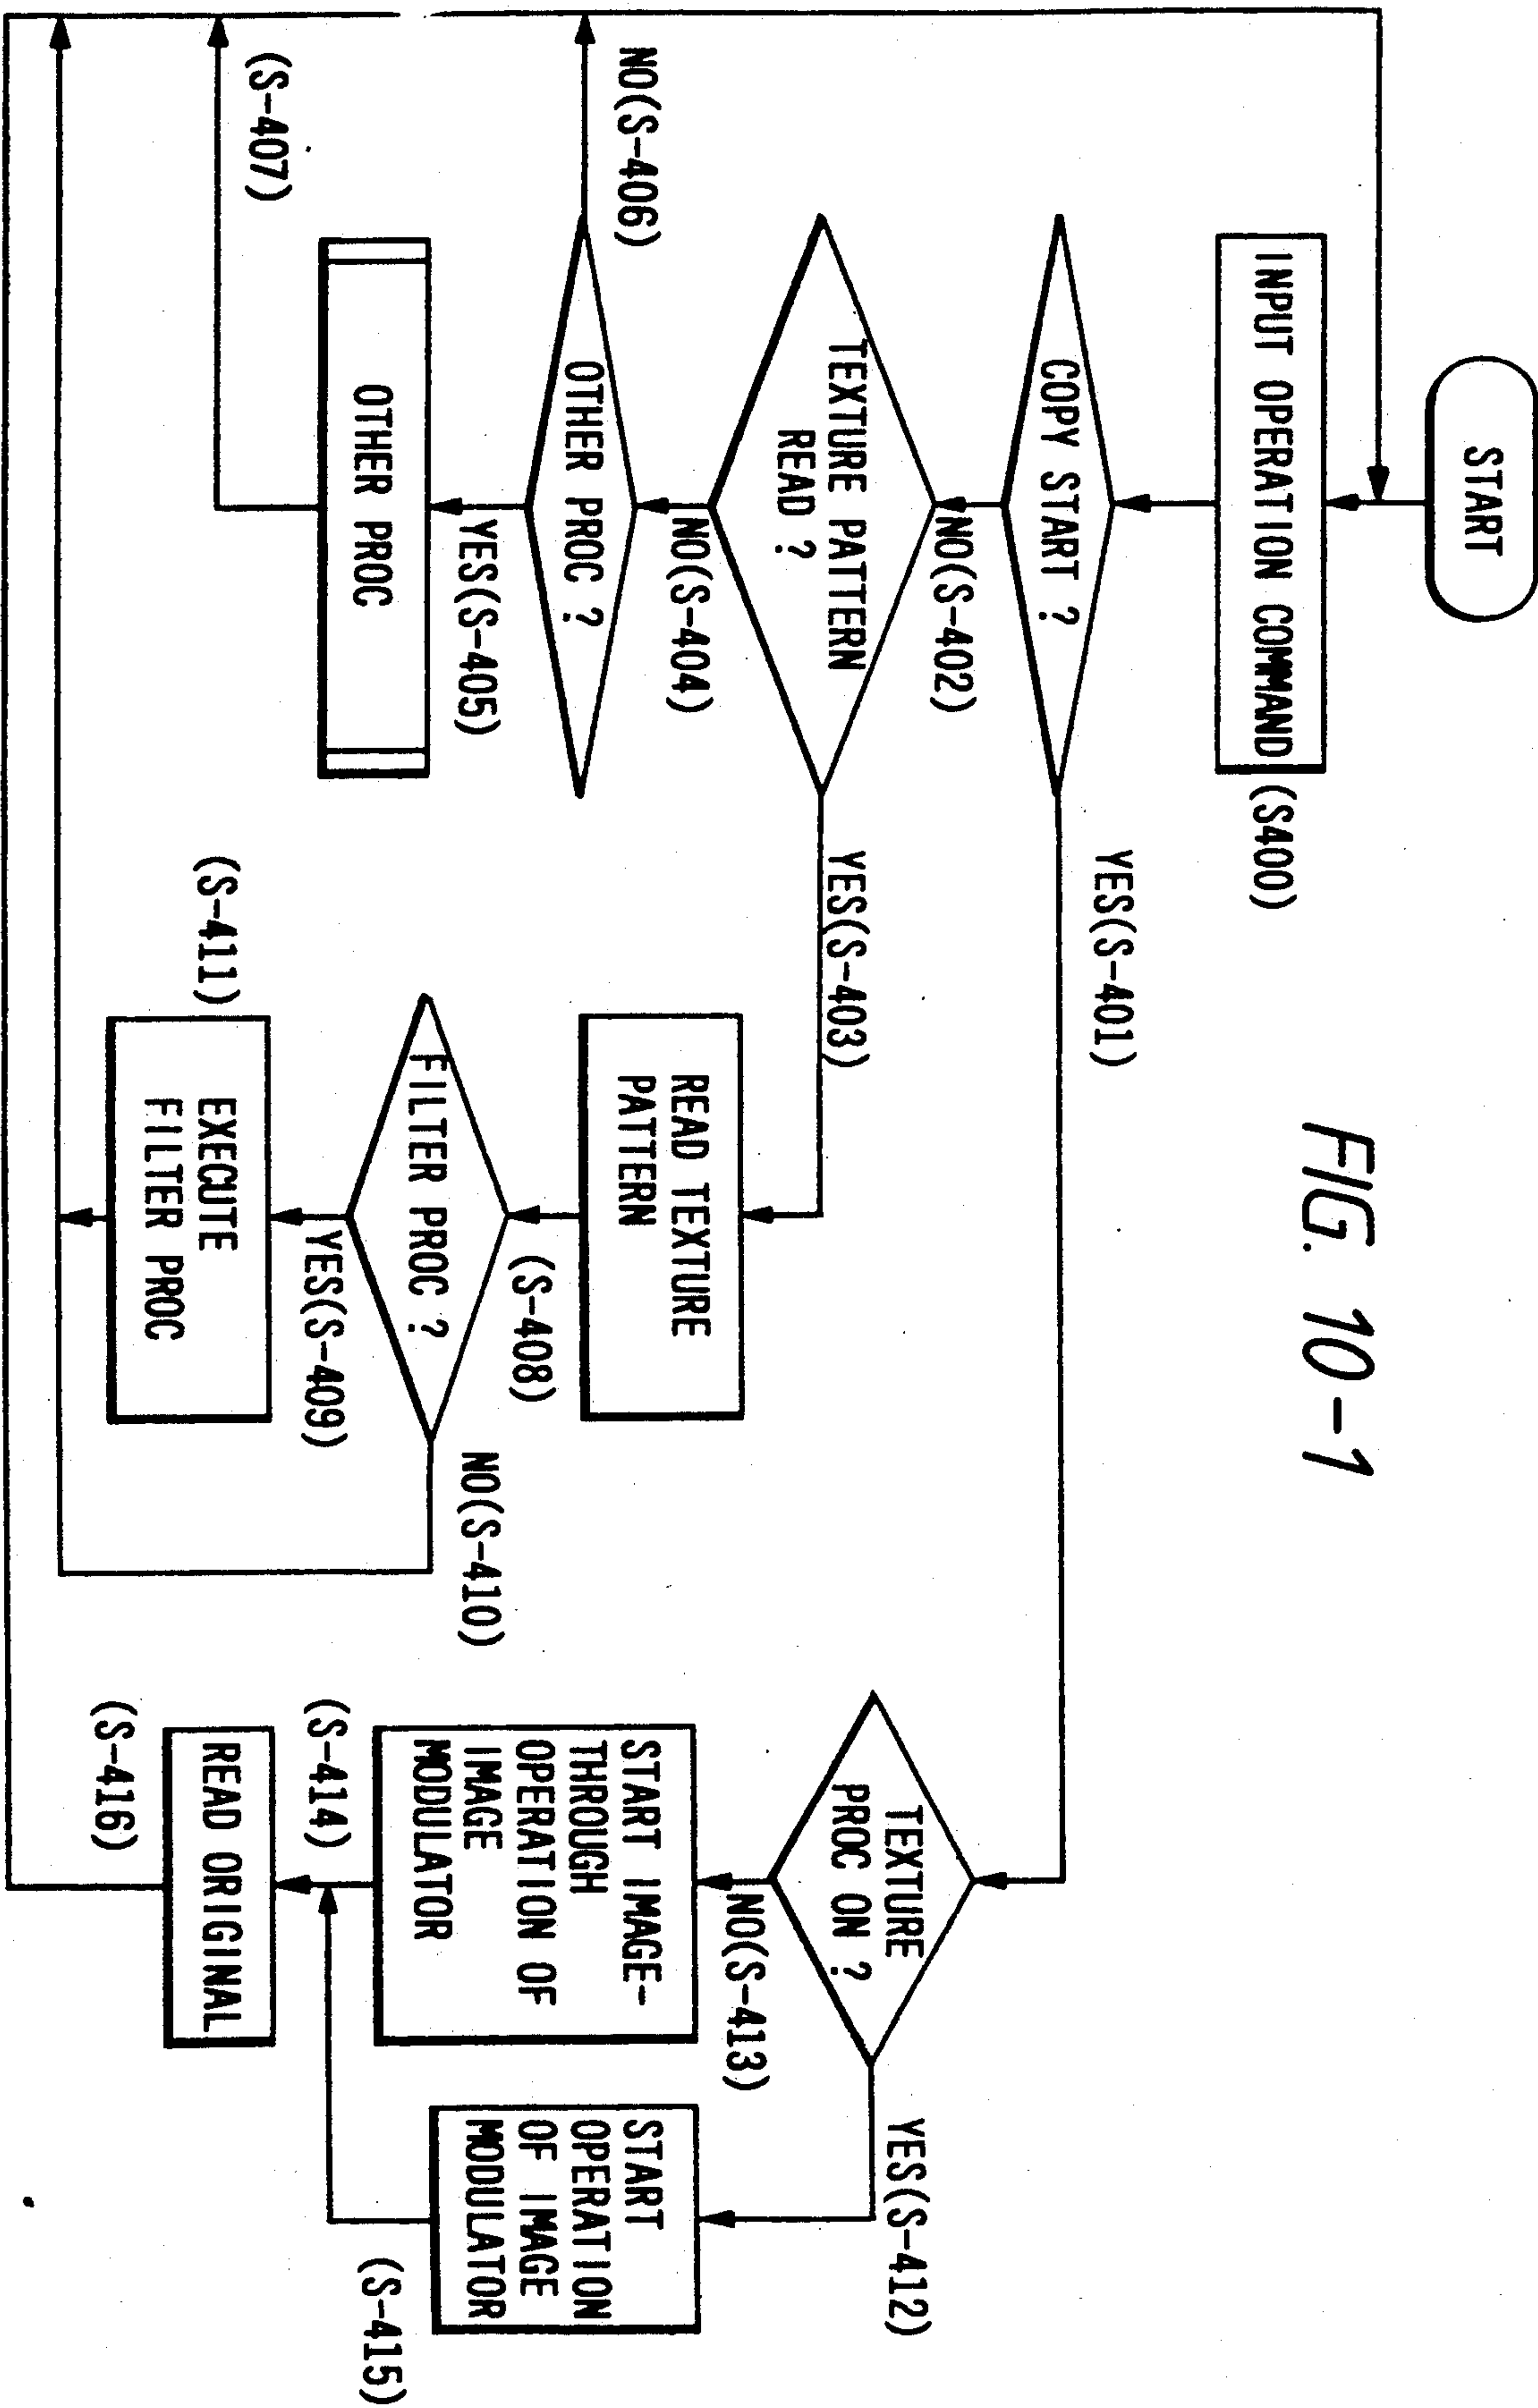 FIG. 10-1
START
INPUT OPERATION COMMAND
(S400)
COPY START ?
YES(S-401)
NO(S-402)
TEXTURE PATTERN
READ ?
YES(S-403)
NO(S-404)
OTHER PROC ?
YES(S-405)
NO(S-406)
OTHER PROC
(S-407)
READ TEXTURE
PATTERN
(S-408)
FILTER PROC ?
YES(S-409)
NO(S-410)
EXECUTE
FILTER PROC
(S-411)
TEXTURE
PROC ON ?
YES(S-412)
NO(S-413)
START IMAGE-
THROUGH
OPERATION OF
IMAGE
MODULATOR
(S-414)
START
OPERATION
OF IMAGE
MODULATOR
(S-415)
READ ORIGINAL
(S-416)